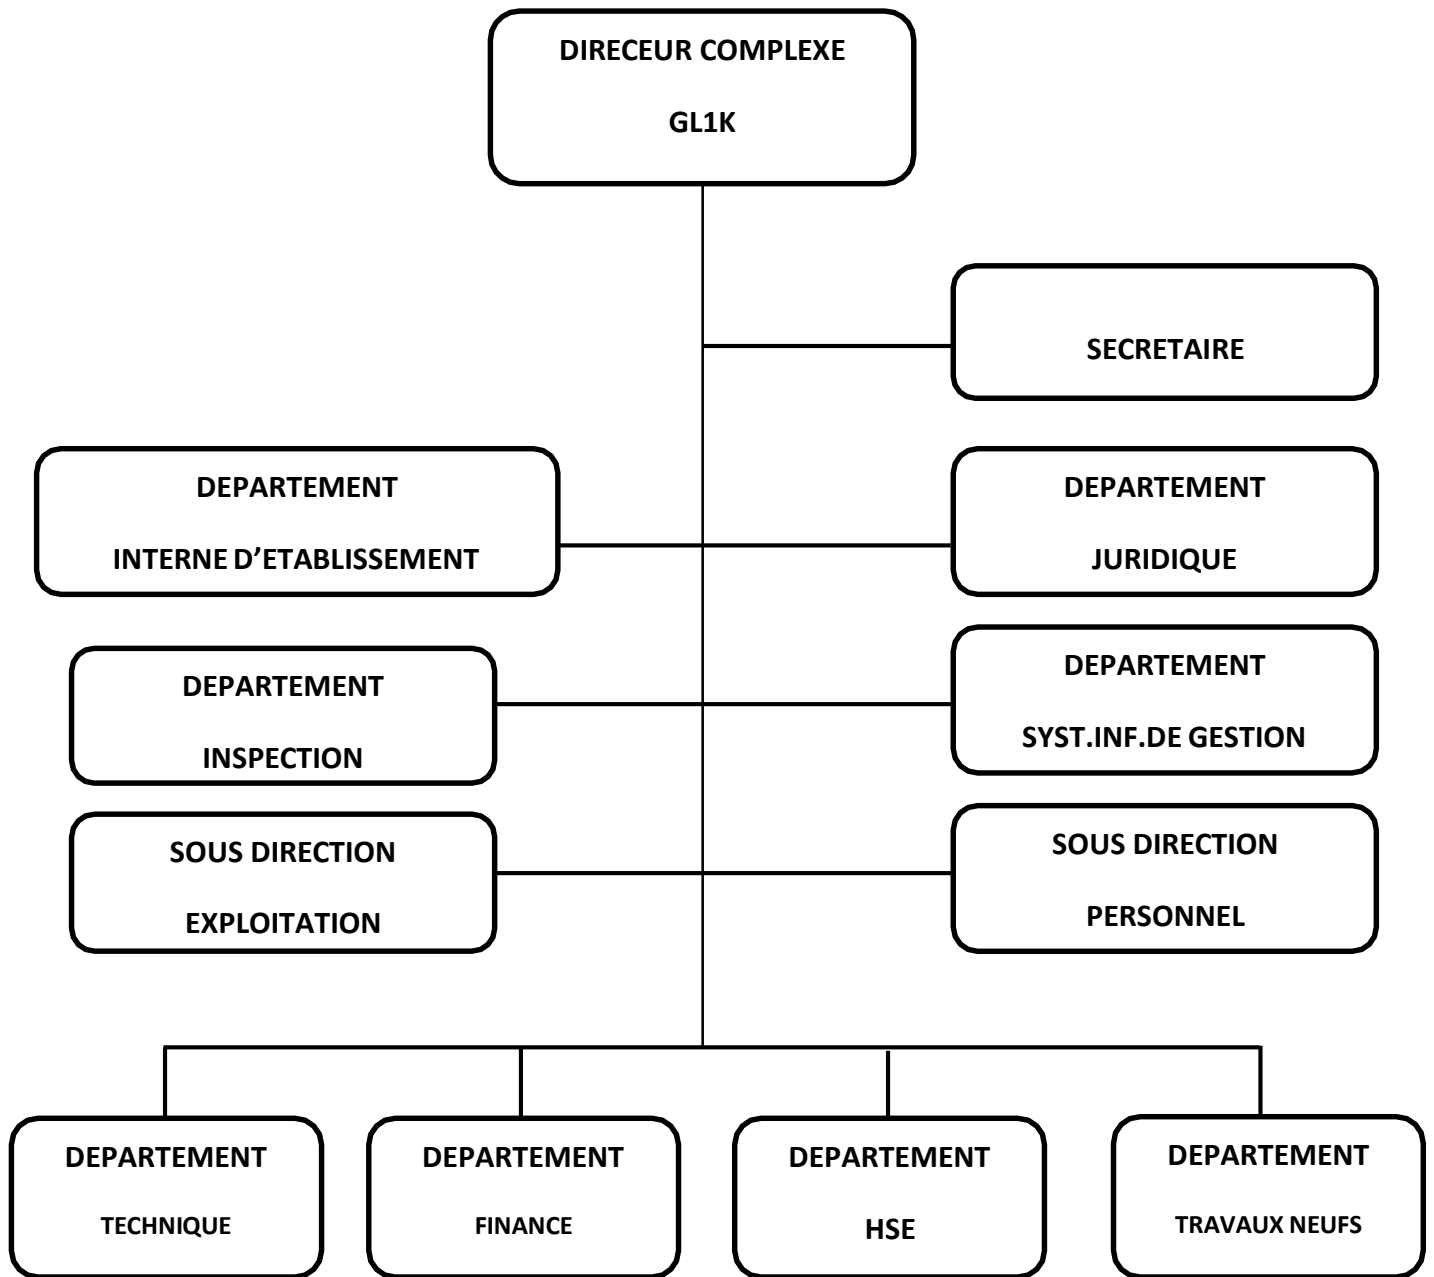 DIRECEUR COMPLEXE
GL1K
SECRETAIRE
DEPARTEMENT
INTERNE D’ETABLISSEMENT
DEPARTEMENT
JURIDIQUE
DEPARTEMENT
INSPECTION
DEPARTEMENT
SYST.INF.DE GESTION
SOUS DIRECTION
EXPLOITATION
SOUS DIRECTION
PERSONNEL
DEPARTEMENT
TECHNIQUE
DEPARTEMENT
FINANCE
DEPARTEMENT
HSE
DEPARTEMENT
TRAVAUX NEUFS